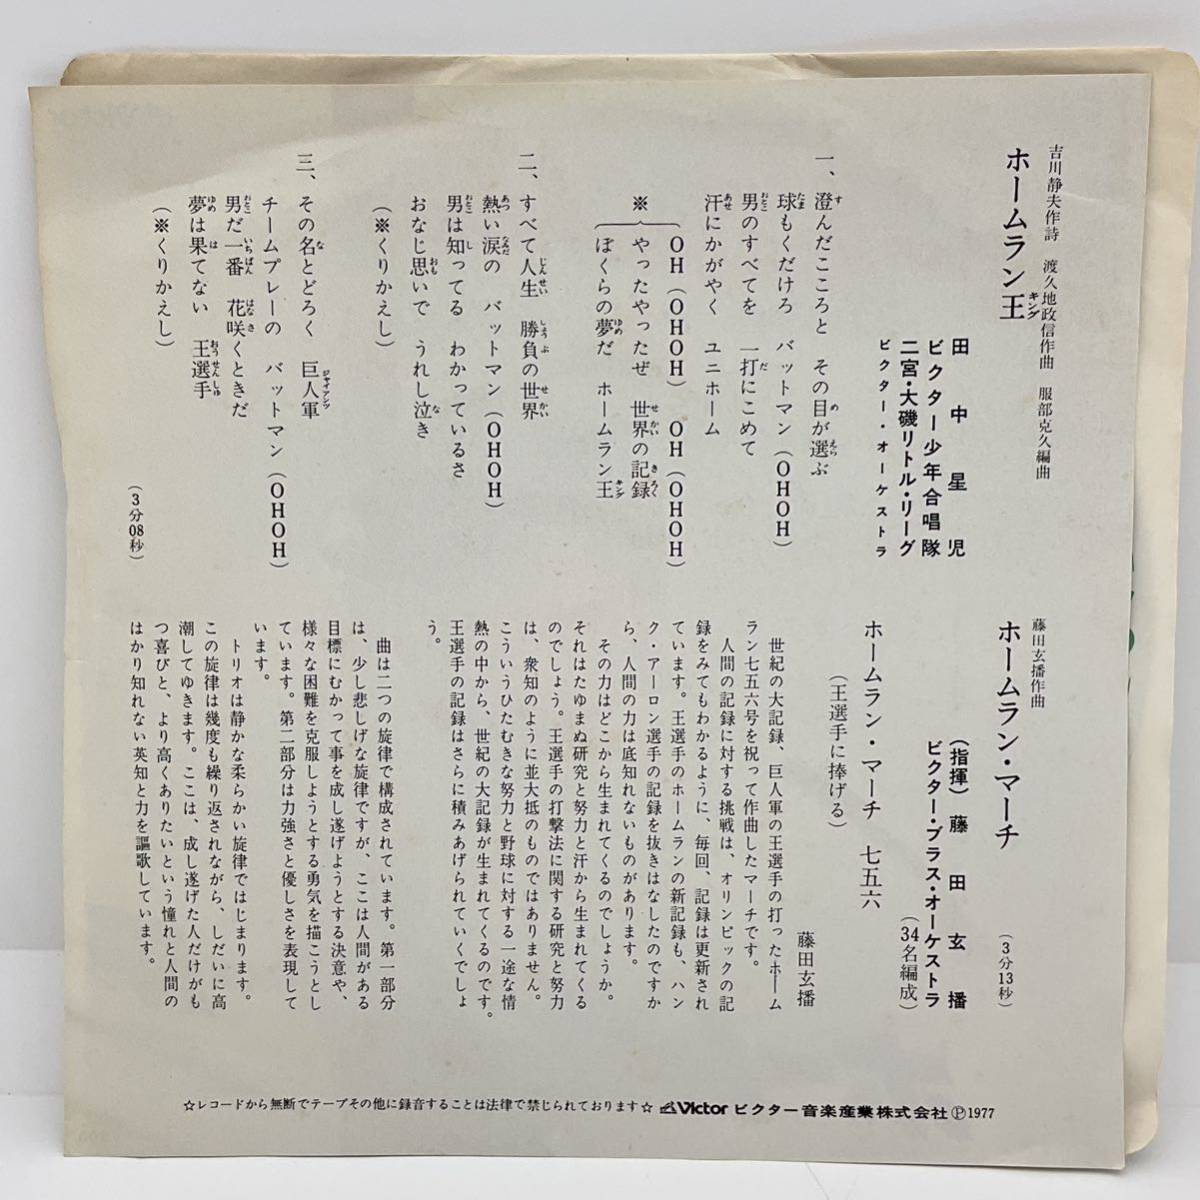 吉川静夫作詩　渡久地政信作曲　服部克久編曲
ホームラン王
キング
田中星児
ビクター少年合唱隊
二宮・大磯リトル・リーグ
ビクター・オーケストラ
一、澄んだこころと　その目が選ぶ
球もくだけろ　バットマン（OHOH）
男のすべてを　一打にこめて
汗にかがやく　ユニホーム
※
OH（OHOH）OH（OHOH）
やったやったぜ　世界の記録
ぼくらの夢だ　ホームラン王
二、すべて人生　勝負の世界
熱い涙の　バットマン（OHOH）
男は知ってる　わかっているさ
おなじ思いで　うれし泣き
（※くりかえし）
三、その名とどろく　巨人軍
チームプレーの　バットマン（OHOH）
男だ一番　花咲くときだ
夢は果てない　王選手
（※くりかえし）
（3分08秒）
藤田玄播作曲
ホームラン・マーチ
（3分13秒）
（指揮）藤田玄播
ビクター・ブラス・オーケストラ
（34名編成）
ホームラン・マーチ　七五六
（王選手に捧げる）
藤田玄播
世紀の大記録、巨人軍の王選手の打ったホーム
ラン七五六号を祝って作曲したマーチです。
人間の記録に対する挑戦は、オリンピックの記
録をみてもわかるように、毎回、記録は更新され
ています。王選手のホームランの新記録も、ハン
ク・アーロン選手の記録を抜きはなしたのですか
ら、人間の力は底知れないものがあります。
その力はどこから生まれてくるのでしょうか。
それはたゆまぬ研究と努力と汗から生まれてくる
のでしょう。王選手の打撃法に関する研究と努力
は、衆知のように並大抵のものではありません。
こういうひたむきな努力と野球に対する一途な情
熱の中から、世紀の大記録が生まれてくるのです。
王選手の記録はさらに積みあげられていくでしょ
う。
曲は二つの旋律で構成されています。第一部分
は、少し悲しげな旋律ですが、ここは人間がある
目標にむかって事を成し遂げようとする決意や、
様々な困難を克服しようとする勇気を描こうとし
ています。第二部分は力強さと優しさを表現して
います。
トリオは静かな柔らかい旋律ではじまります。
この旋律は幾度も繰り返されながら、しだいに高
潮してゆきます。ここは、成し遂げた人だけがも
つ喜びと、より高くありたいという憧れと人間の
はかり知れない英知と力を謳歌しています。
☆レコードから無断でテープその他に録音することは法律で禁じられております☆ Victor ビクター音楽産業株式会社 Ⓟ1977